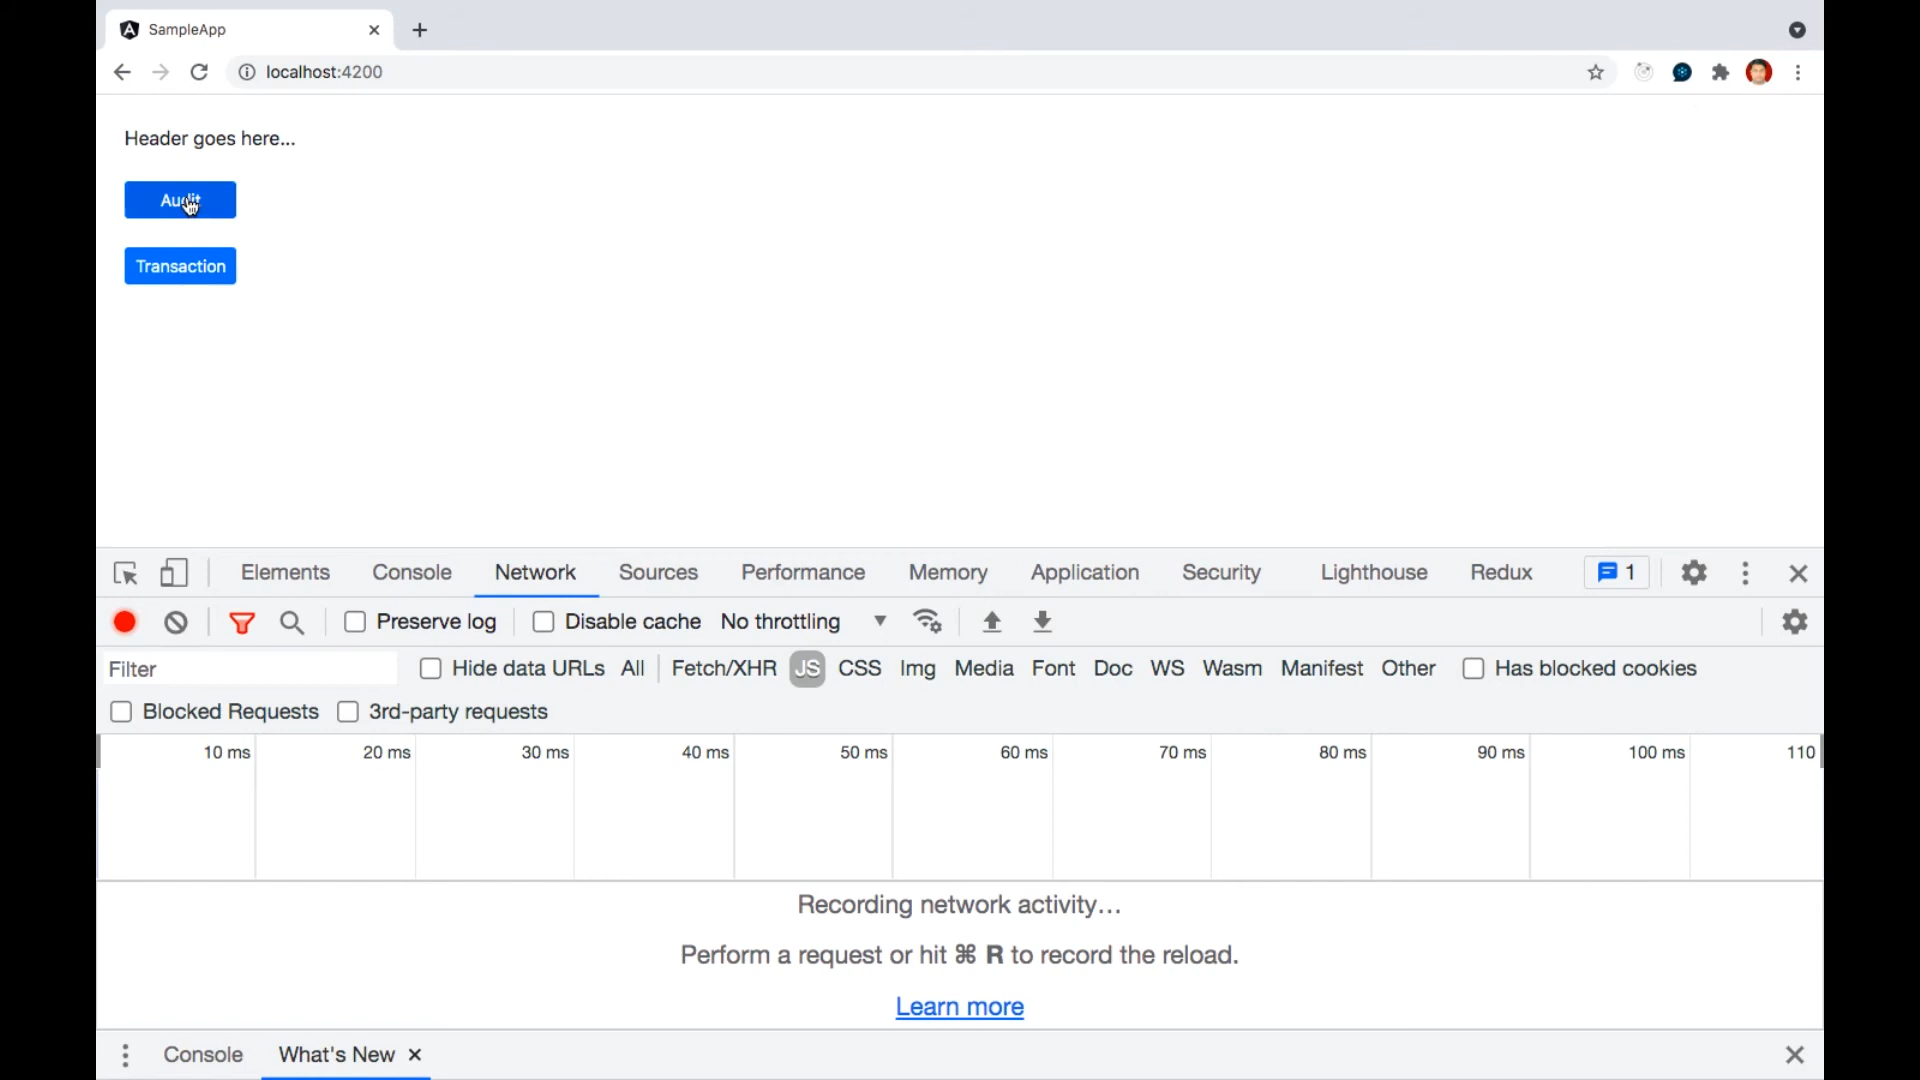 SampleApp
localhost:4200
Header goes here...
Audit
Transaction
Elements Console Network Sources Performance Memory Application Security Lighthouse Redux 1
Preserve log Disable cache No throttling
Filter Hide data URLs All Fetch/XHR JS CSS Img Media Font Doc WS Wasm Manifest Other Has blocked cookies
Blocked Requests 3rd-party requests
10 ms 20 ms 30 ms 40 ms 50 ms 60 ms 70 ms 80 ms 90 ms 100 ms 110
Recording network activity…
Perform a request or hit ⌘ R to record the reload.
Learn more
Console What's New